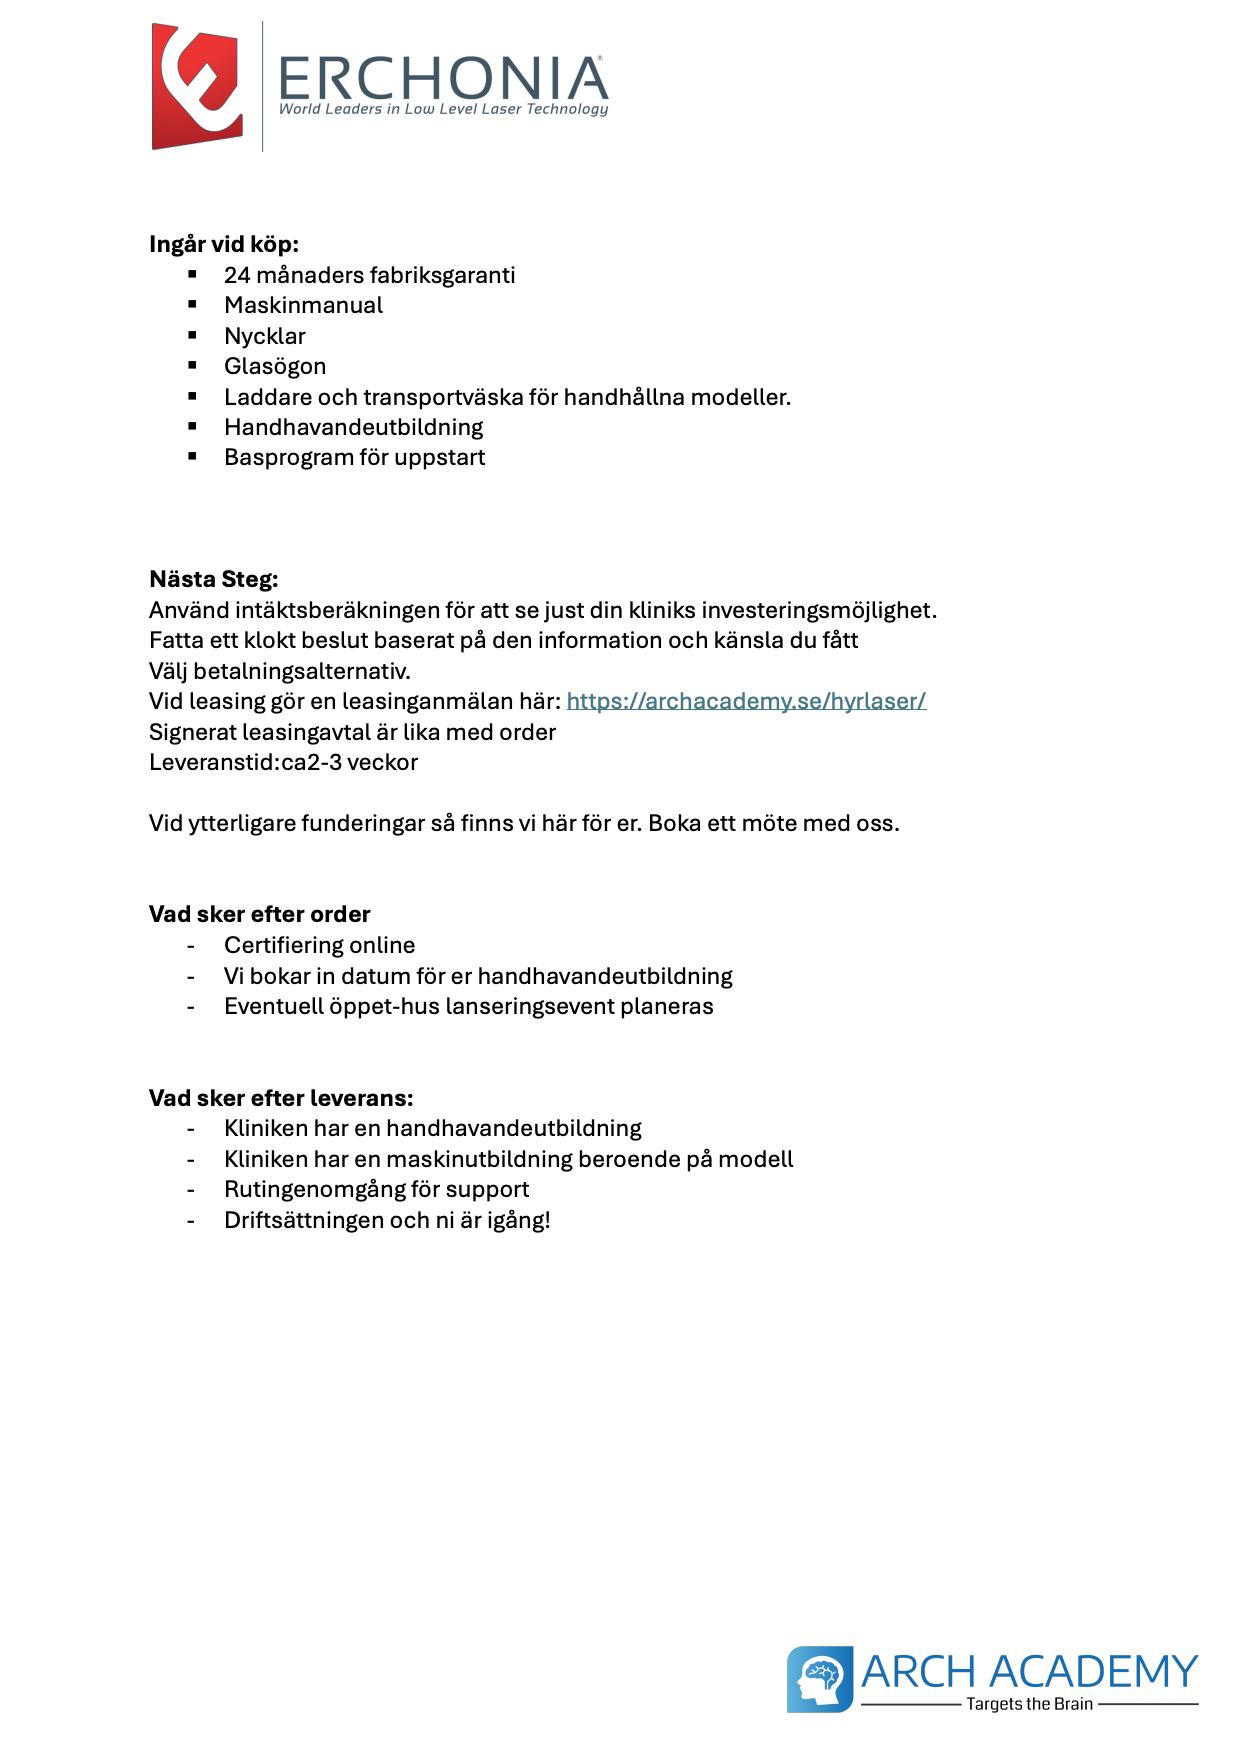 ERCHONIA®
World Leaders in Low Level Laser Technology
Ingår vid köp:
▪ 24 månaders fabriksgaranti
▪ Maskinmanual
▪ Nycklar
▪ Glasögon
▪ Laddare och transportväska för handhållna modeller.
▪ Handhavandeutbildning
▪ Basprogram för uppstart
Nästa Steg:
Använd intäktsberäkningen för att se just din kliniks investeringsmöjlighet.
Fatta ett klokt beslut baserat på den information och känsla du fått
Välj betalningsalternativ.
Vid leasing gör en leasinganmälan här: https://archacademy.se/hyrlaser/
Signerat leasingavtal är lika med order
Leveranstid:ca2-3 veckor
Vid ytterligare funderingar så finns vi här för er. Boka ett möte med oss.
Vad sker efter order
- Certifiering online
- Vi bokar in datum för er handhavandeutbildning
- Eventuell öppet-hus lanseringsevent planeras
Vad sker efter leverans:
- Kliniken har en handhavandeutbildning
- Kliniken har en maskinutbildning beroende på modell
- Rutingenomgång för support
- Driftsättningen och ni är igång!
ARCH ACADEMY
Targets the Brain